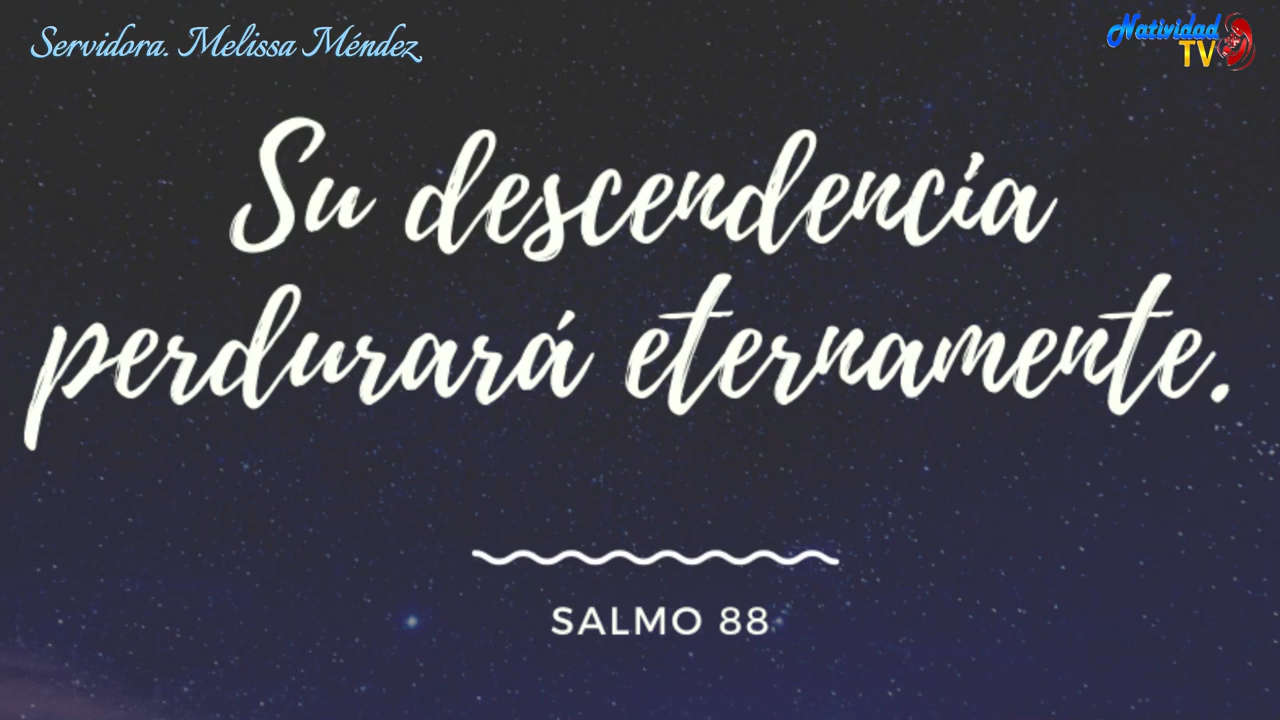 Servidora. Melissa Méndez
Natividad
TV
Su descendencia
perdurará eternamente.
SALMO 88